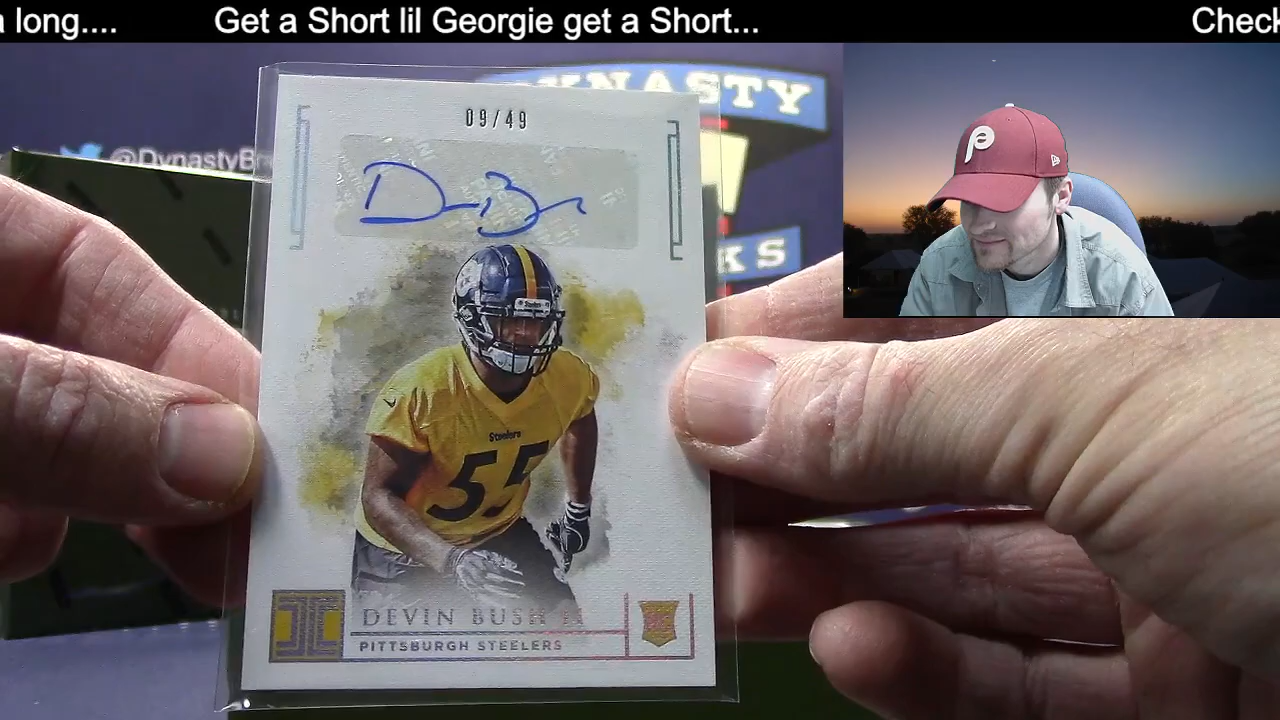 a long.... Get a Short lil Georgie get a Short... Check
DYNASTY
@DynastyBre
KS
09/49
Steelers
55
DEVIN BUSH II
PITTSBURGH STEELERS
P